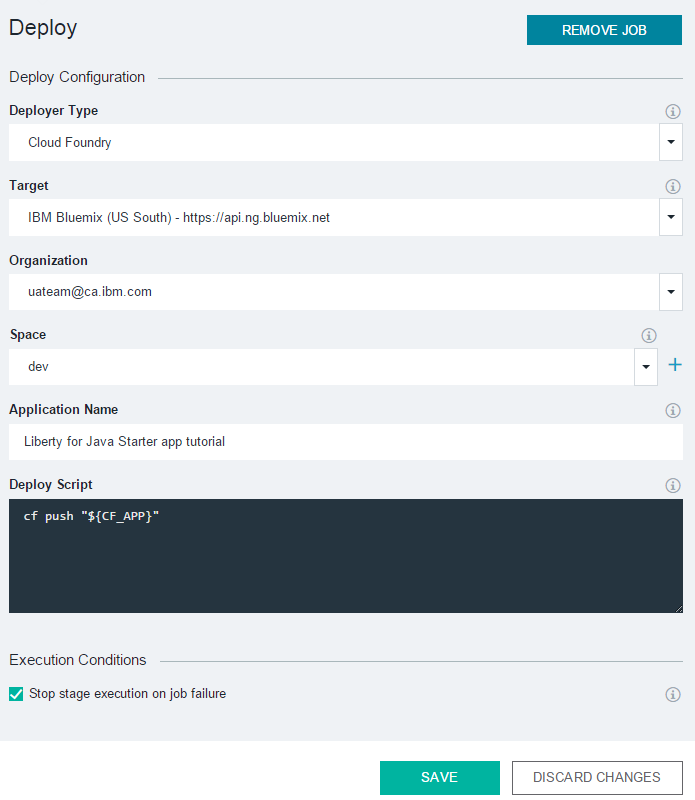 Deploy
REMOVE JOB
Deploy Configuration
Deployer Type
Cloud Foundry
Target
IBM Bluemix (US South) - https://api.ng.bluemix.net
Organization
uateam@ca.ibm.com
Space
dev
Application Name
Liberty for Java Starter app tutorial
Deploy Script
cf push "${CF_APP}"
Execution Conditions
Stop stage execution on job failure
SAVE
DISCARD CHANGES